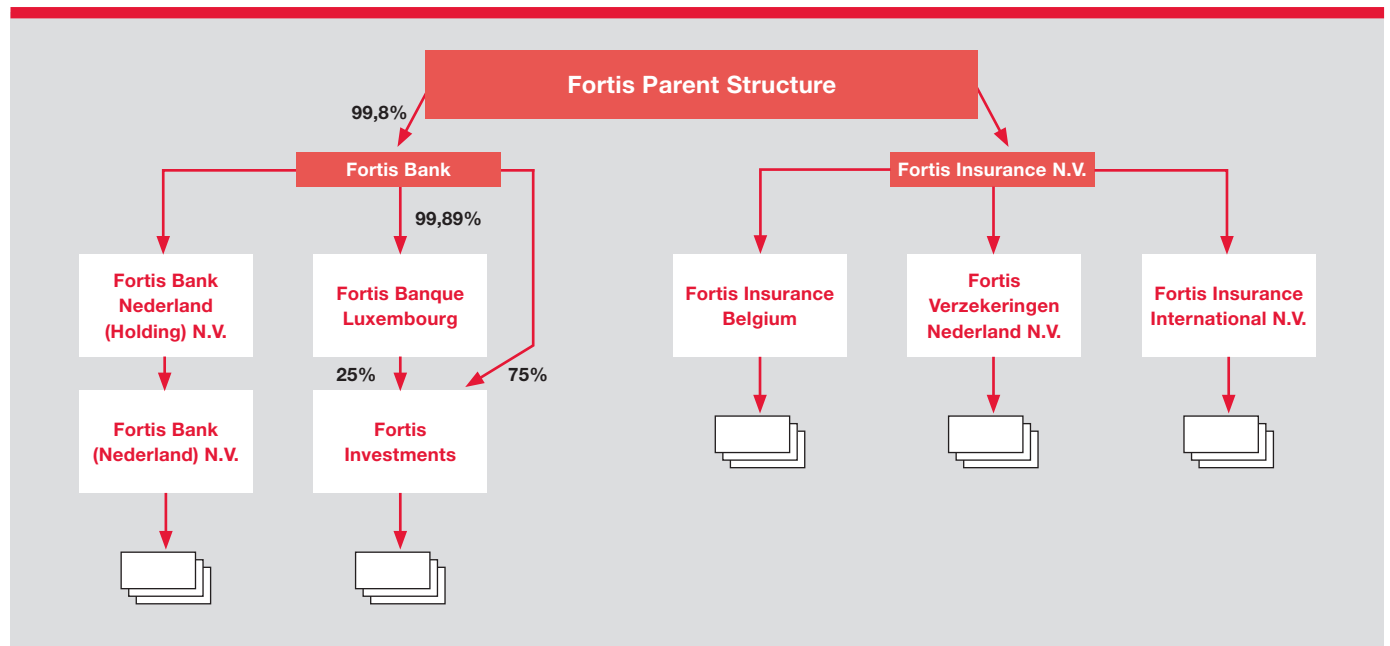 Fortis Parent Structure
99,8%
Fortis Bank
Fortis Insurance N.V.
99,89%
Fortis Bank
Nederland
(Holding) N.V.
Fortis Banque
Luxembourg
Fortis Insurance
Belgium
Fortis
Verzekeringen
Nederland N.V.
Fortis Insurance
International N.V.
25%
75%
Fortis Bank
(Nederland) N.V.
Fortis
Investments